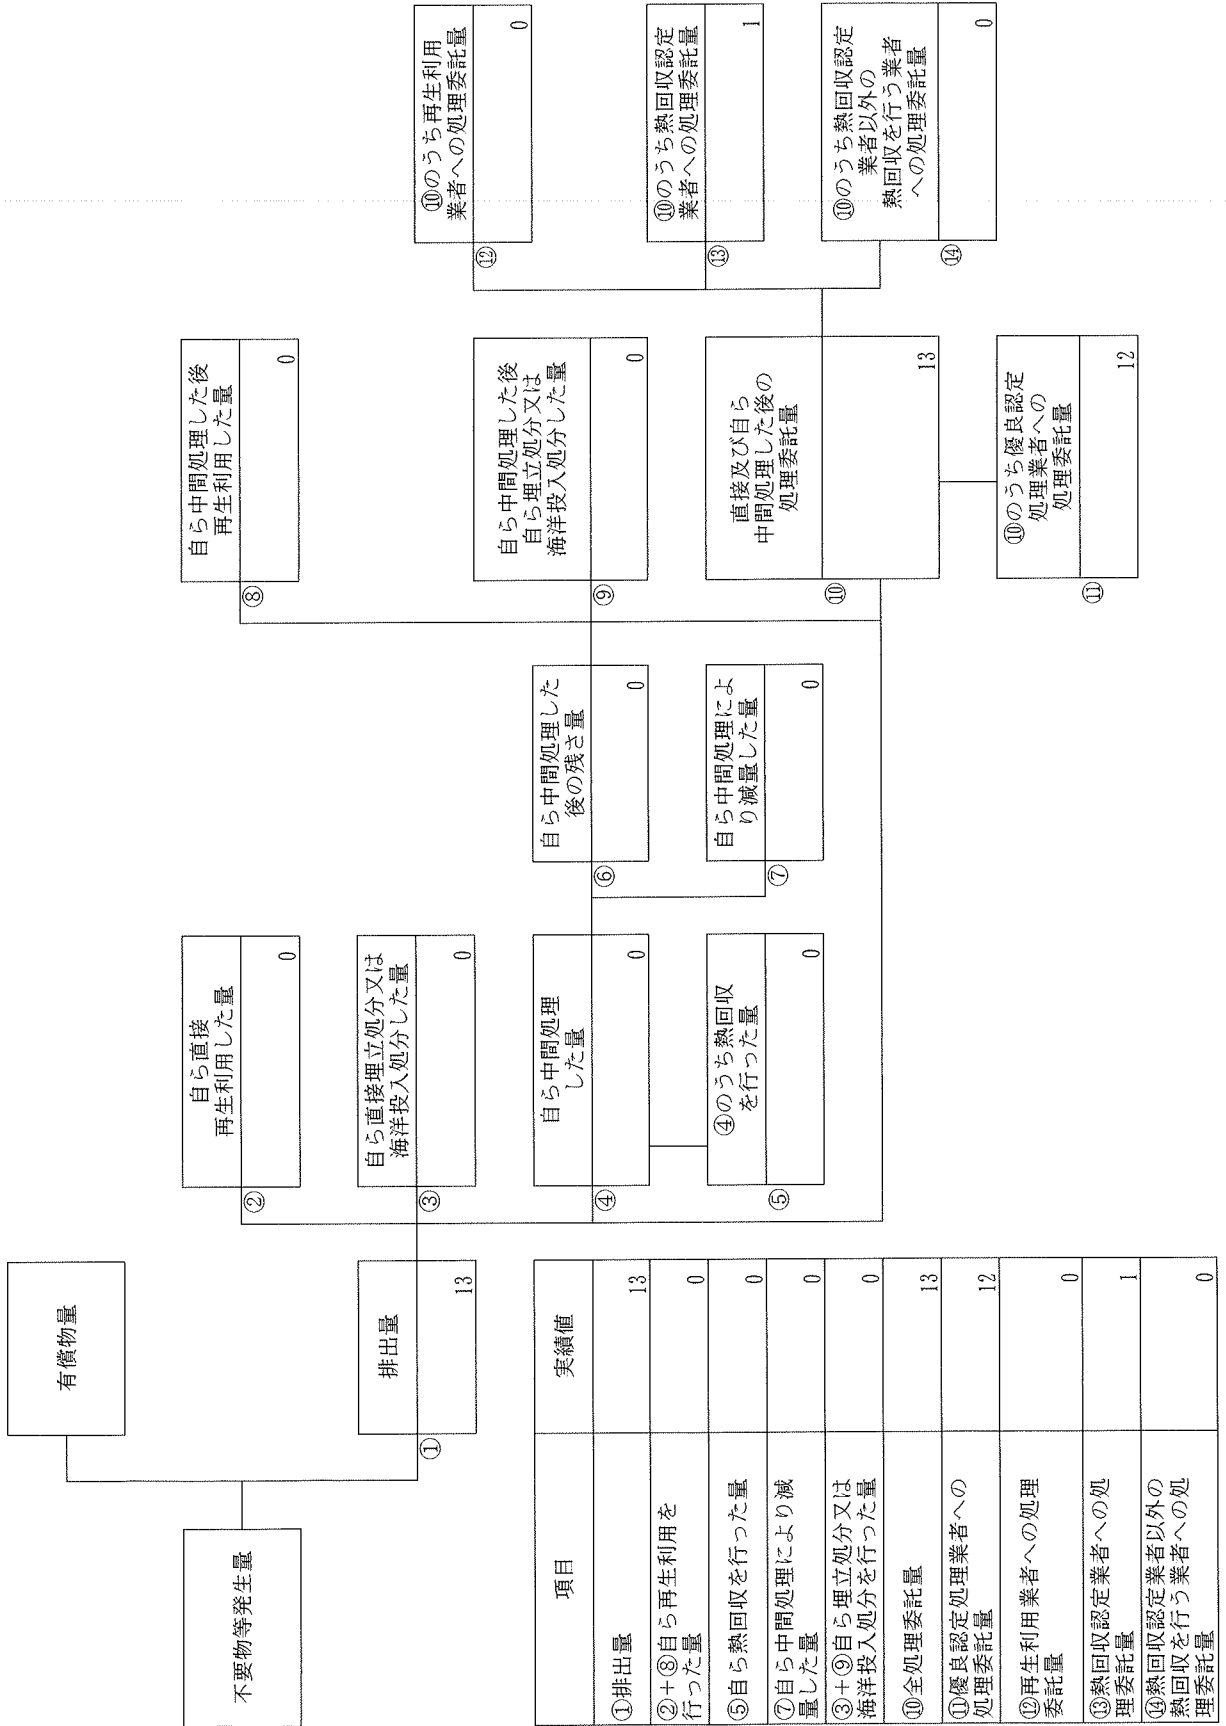 不要物等発生量
有償物量
①
排出量
13
②
自ら直接
再生利用した量
0
③
自ら直接埋立処分又は
海洋投入処分した量
0
④
自ら中間処理
した量
0
⑤
④のうち熱回収
を行った量
0
⑥
自ら中間処理した
後の残さ量
0
⑦
自ら中間処理によ
り減量した量
0
⑧
自ら中間処理した後
再生利用した量
0
⑨
自ら中間処理した後
自ら埋立処分又は
海洋投入処分した量
0
⑩
直接及び自ら
中間処理した後の
処理委託量
13
⑪
⑩のうち優良認定
処理業者への
処理委託量
12
⑫
⑩のうち再生利用
業者への処理委託量
0
⑬
⑩のうち熱回収認定
業者への処理委託量
1
⑭
⑩のうち熱回収認定
業者以外の
熱回収を行う業者
への処理委託量
0
項目 実績値
①排出量 13
②+⑧自ら再生利用を
行った量 0
⑤自ら熱回収を行った量 0
⑦自ら中間処理により減
量した量 0
③+⑨自ら埋立処分又は
海洋投入処分を行った量 0
⑩全処理委託量 13
⑪優良認定処理業者への
処理委託量 12
⑫再生利用業者への処理
委託量 0
⑬熱回収認定業者への処
理委託量 1
⑭熱回収認定業者以外の
熱回収を行う業者への処
理委託量 0